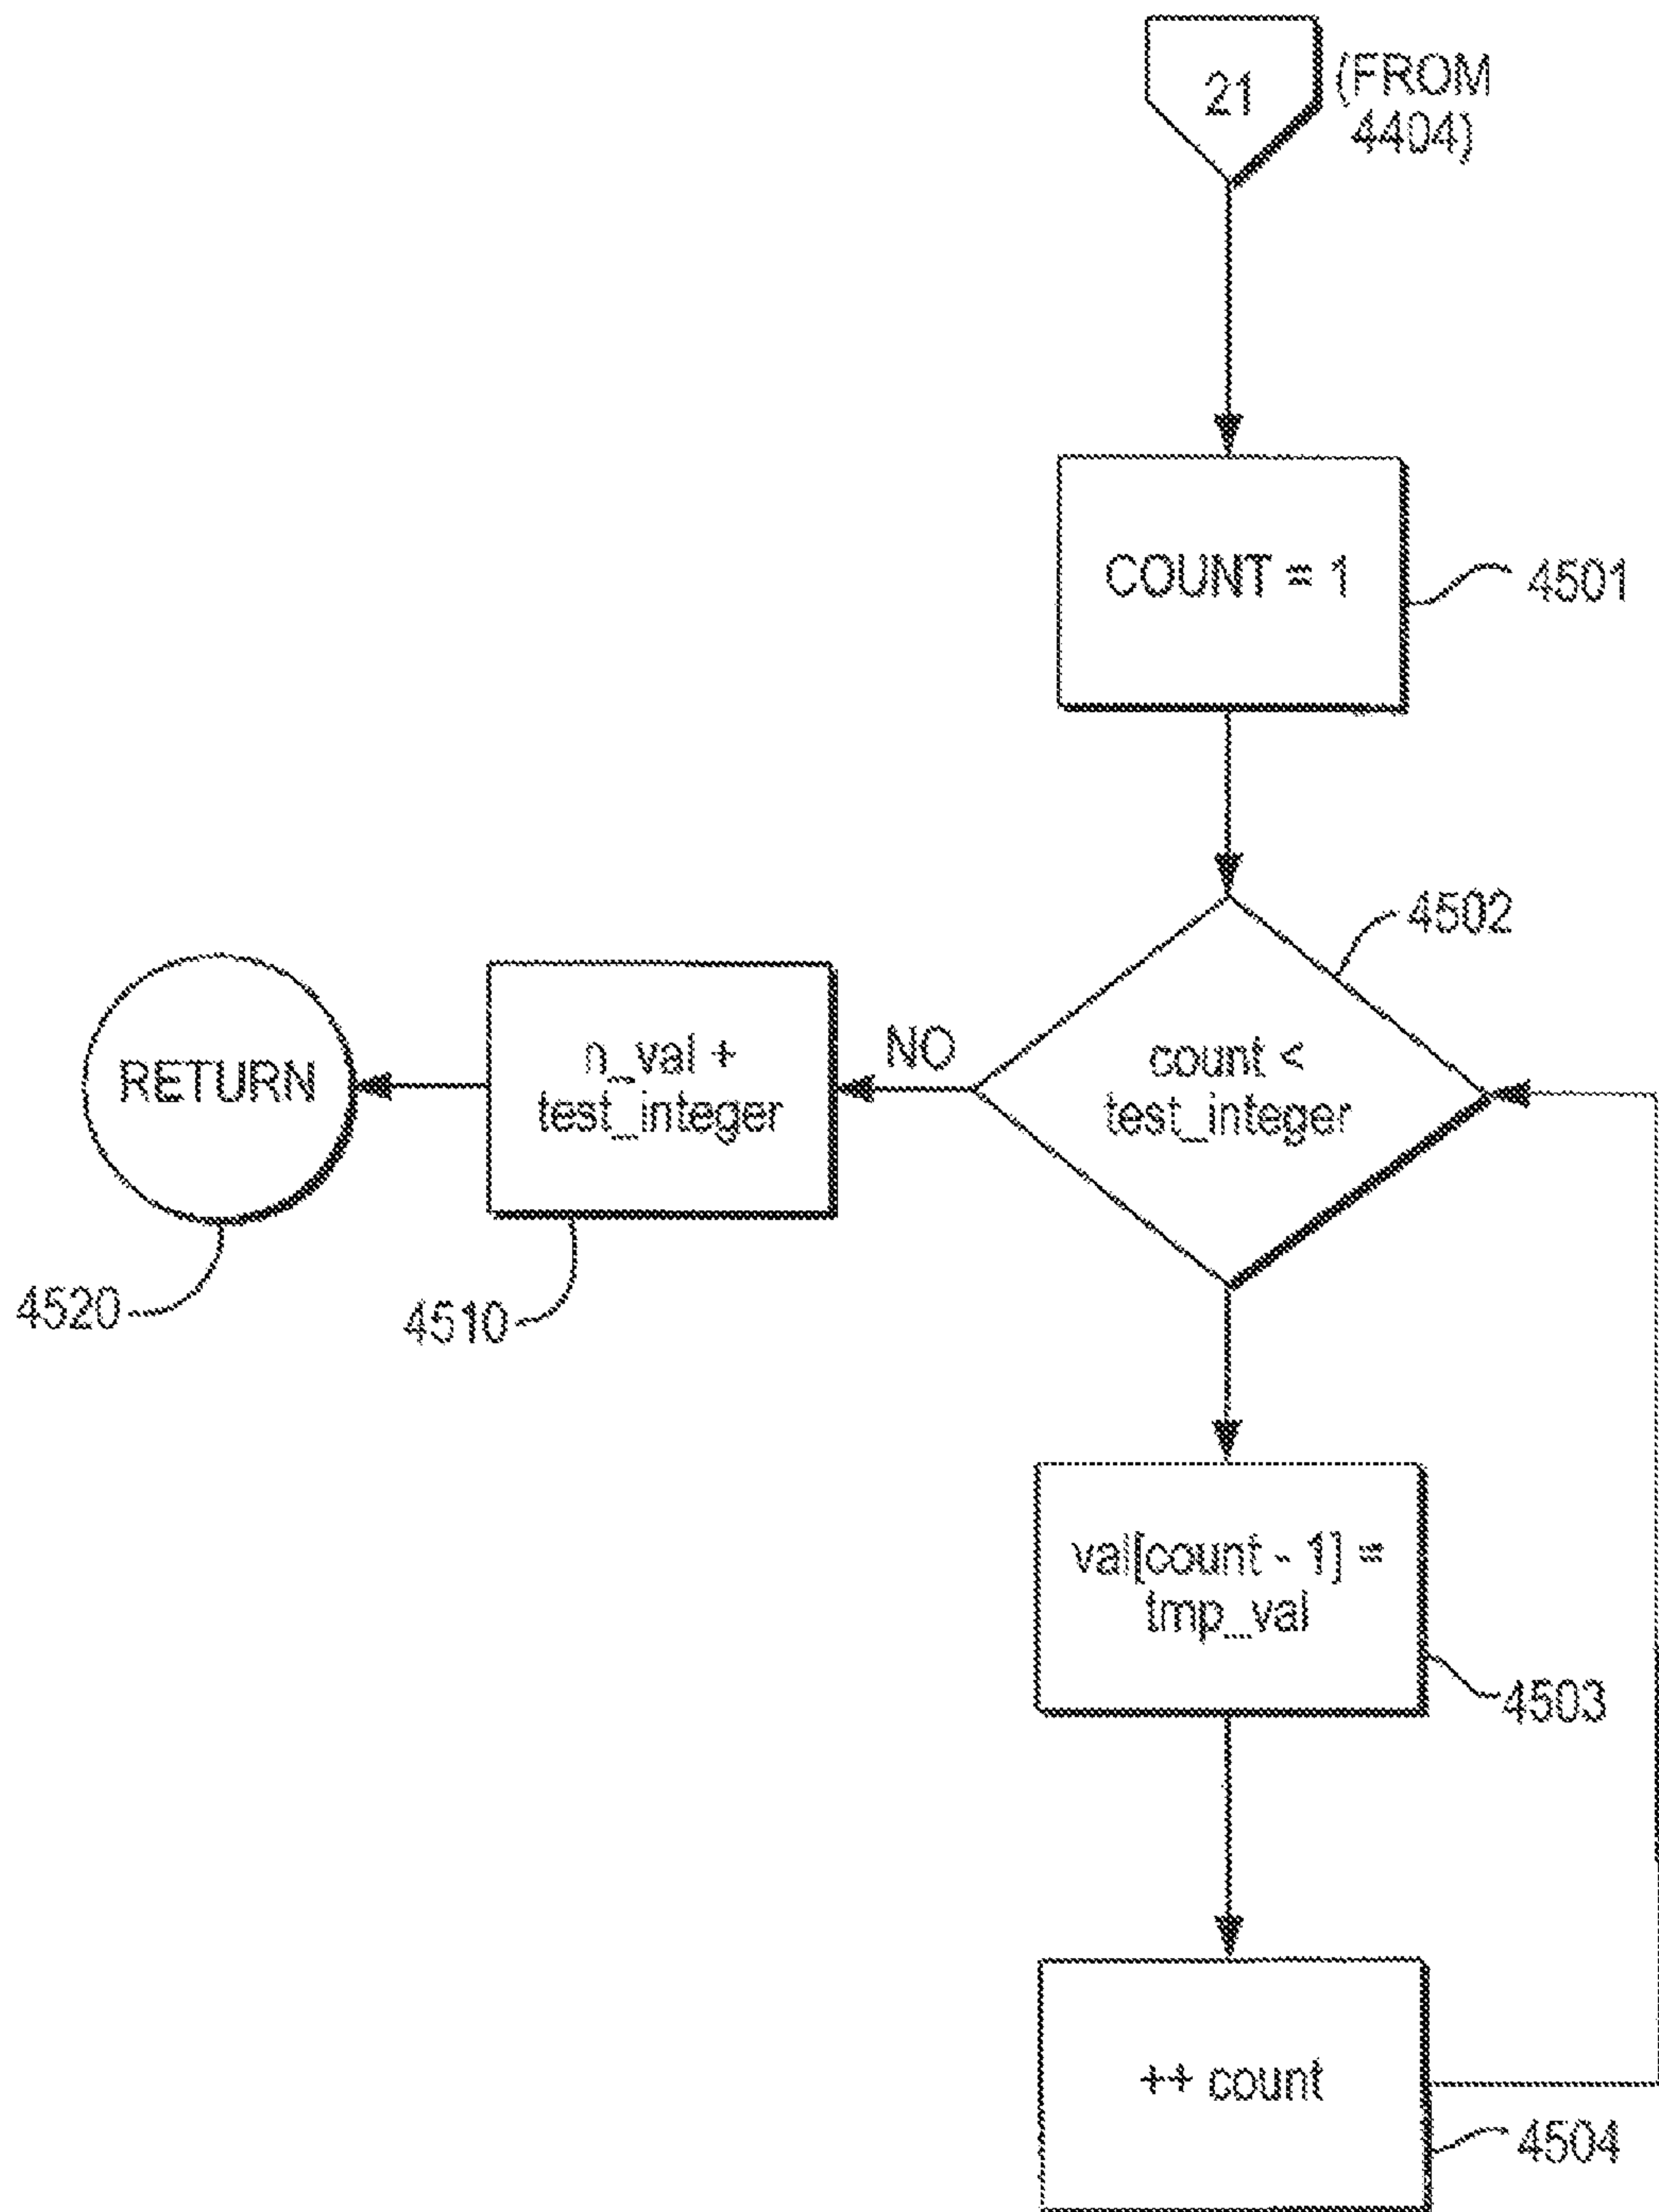 21
(FROM
4404)
COUNT = 1
4501
4502
count <
test_integer
NO
n_val +
test_integer
RETURN
4520
4510
val[count - 1] =
tmp_val
4503
++ count
4504